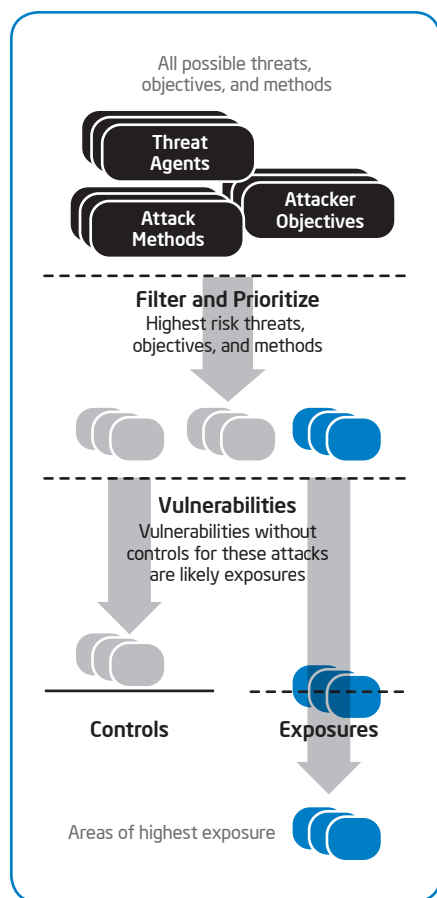 All possible threats,
objectives, and methods
Threat
Agents
Attacker
Objectives
Attack
Methods
Filter and Prioritize
Highest risk threats,
objectives, and methods
Vulnerabilities
Vulnerabilities without
controls for these attacks
are likely exposures
Controls
Exposures
Areas of highest exposure